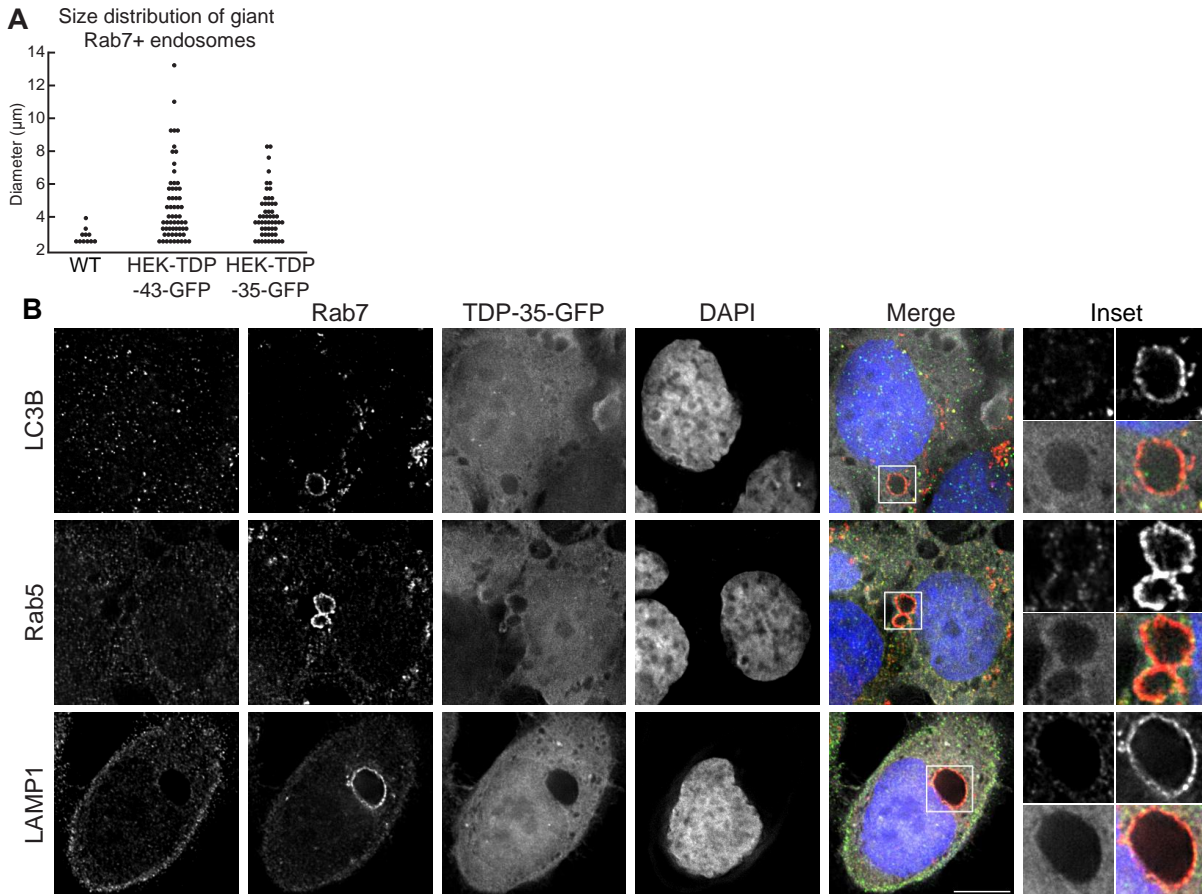 A
Size distribution of giant
Rab7+ endosomes
Diameter (μm)
14
12
10
8
6
4
2
WT
HEK-TDP
-43-GFP
HEK-TDP
-35-GFP
B
Rab7
TDP-35-GFP
DAPI
Merge
Inset
LC3B
Rab5
LAMP1